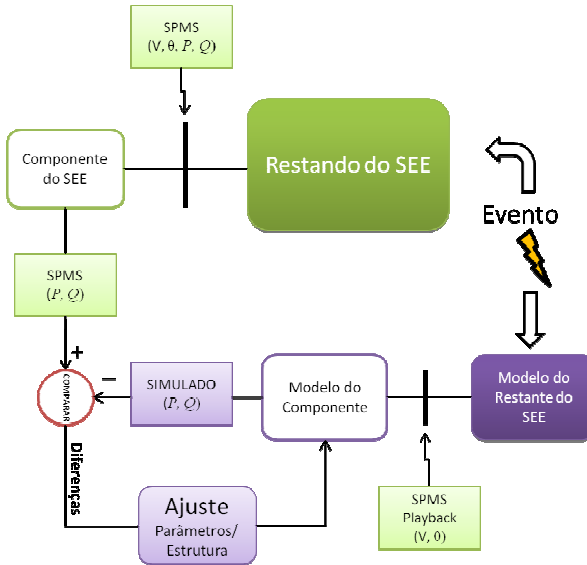 SPMS
(V, θ, P, Q)
Componente
do SEE
Restando do SEE
Evento
SPMS
(P, Q)
+
−
COMPARAR
SIMULADO
(P, Q)
Modelo do
Componente
Modelo do
Restante do
SEE
Diferenças
Ajuste
Parâmetros/
Estrutura
SPMS
Playback
(V, θ)